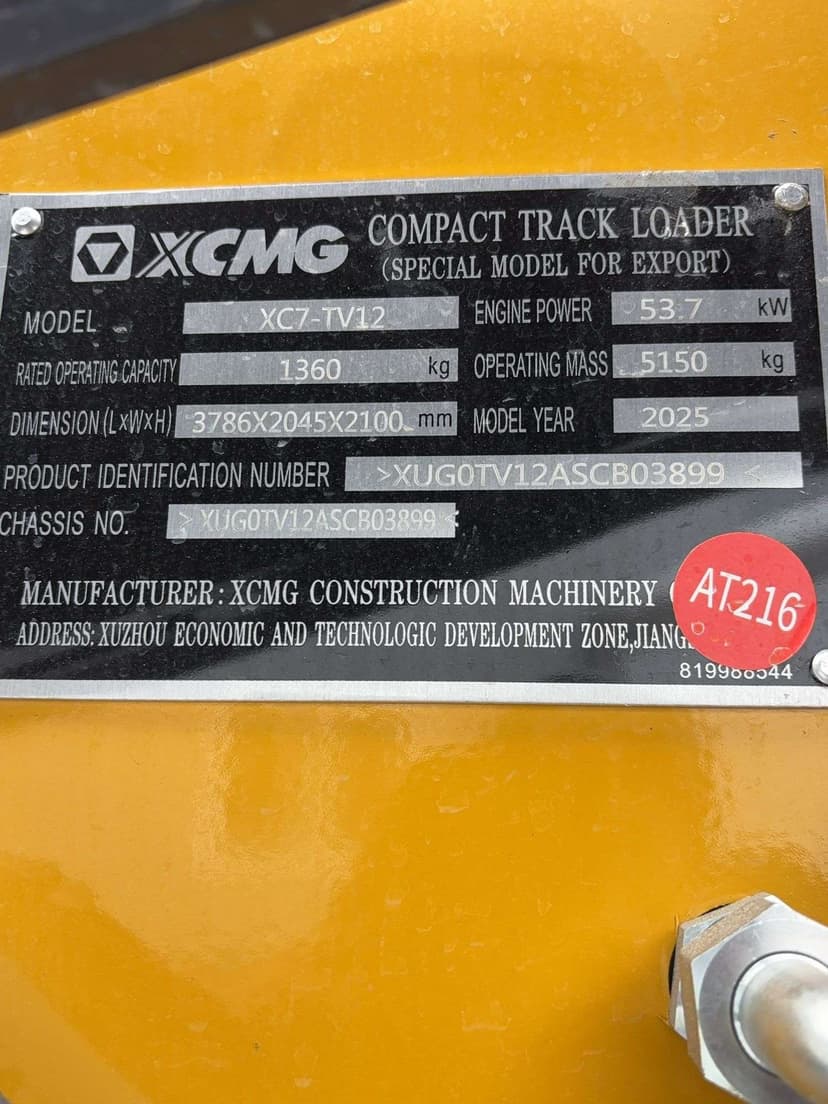 XCMG COMPACT TRACK LOADER
(SPECIAL MODEL FOR EXPORT)
MODEL XC7-TV12 ENGINE POWER 53.7 kW
RATED OPERATING CAPACITY 1360 kg OPERATING MASS 5150 kg
DIMENSION (L×W×H) 3786X2045X2100 mm MODEL YEAR 2025
PRODUCT IDENTIFICATION NUMBER >XUG0TV12ASCB03899<
CHASSIS NO. >XUG0TV12ASCB03899<
MANUFACTURER: XCMG CONSTRUCTION MACHINERY
AT216
ADDRESS: XUZHOU ECONOMIC AND TECHNOLOGIC DEVELOPMENT ZONE,
819988544